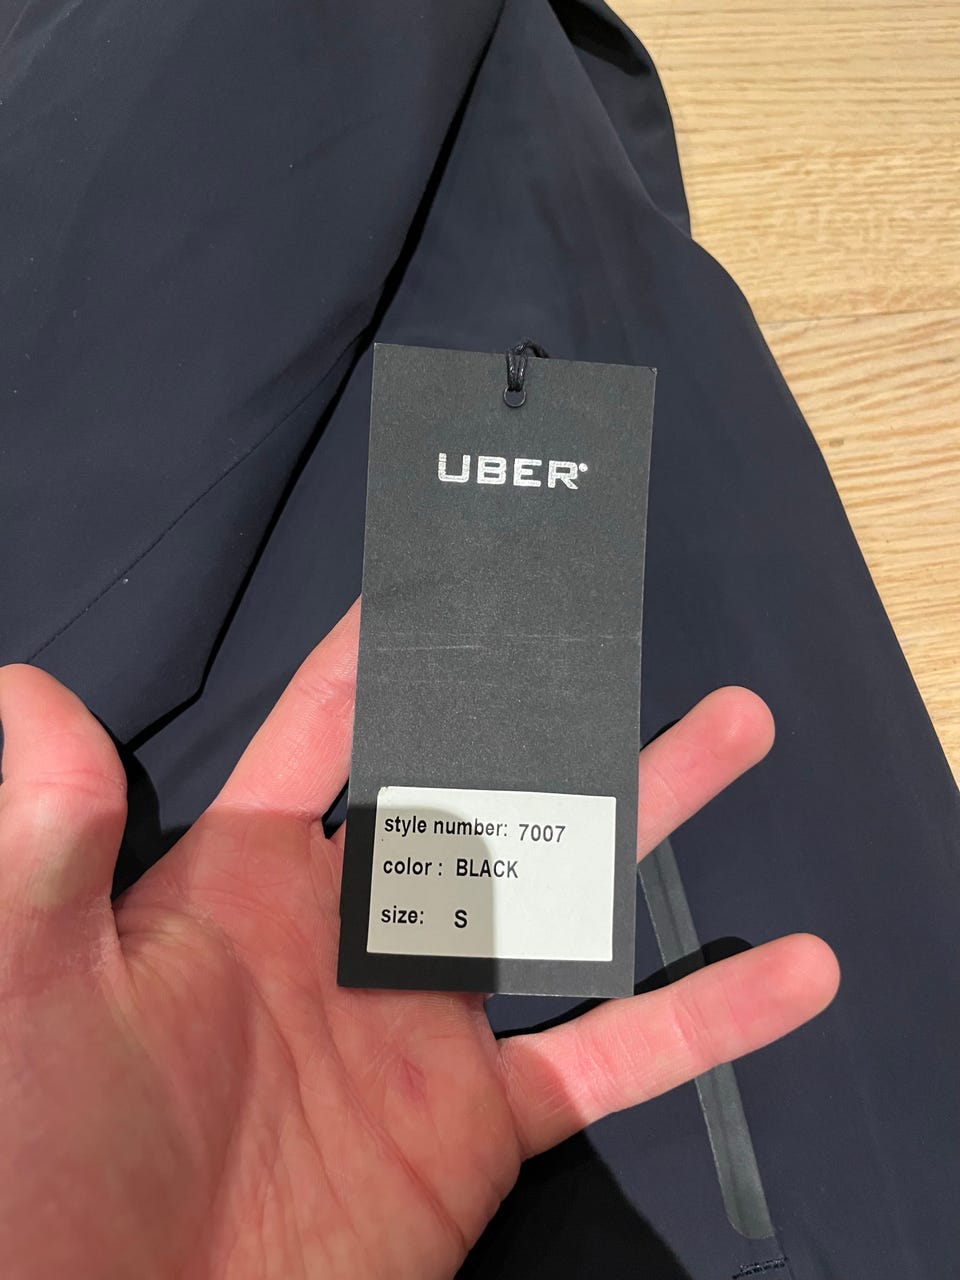 UBER
style number: 7007
color: BLACK
size: S